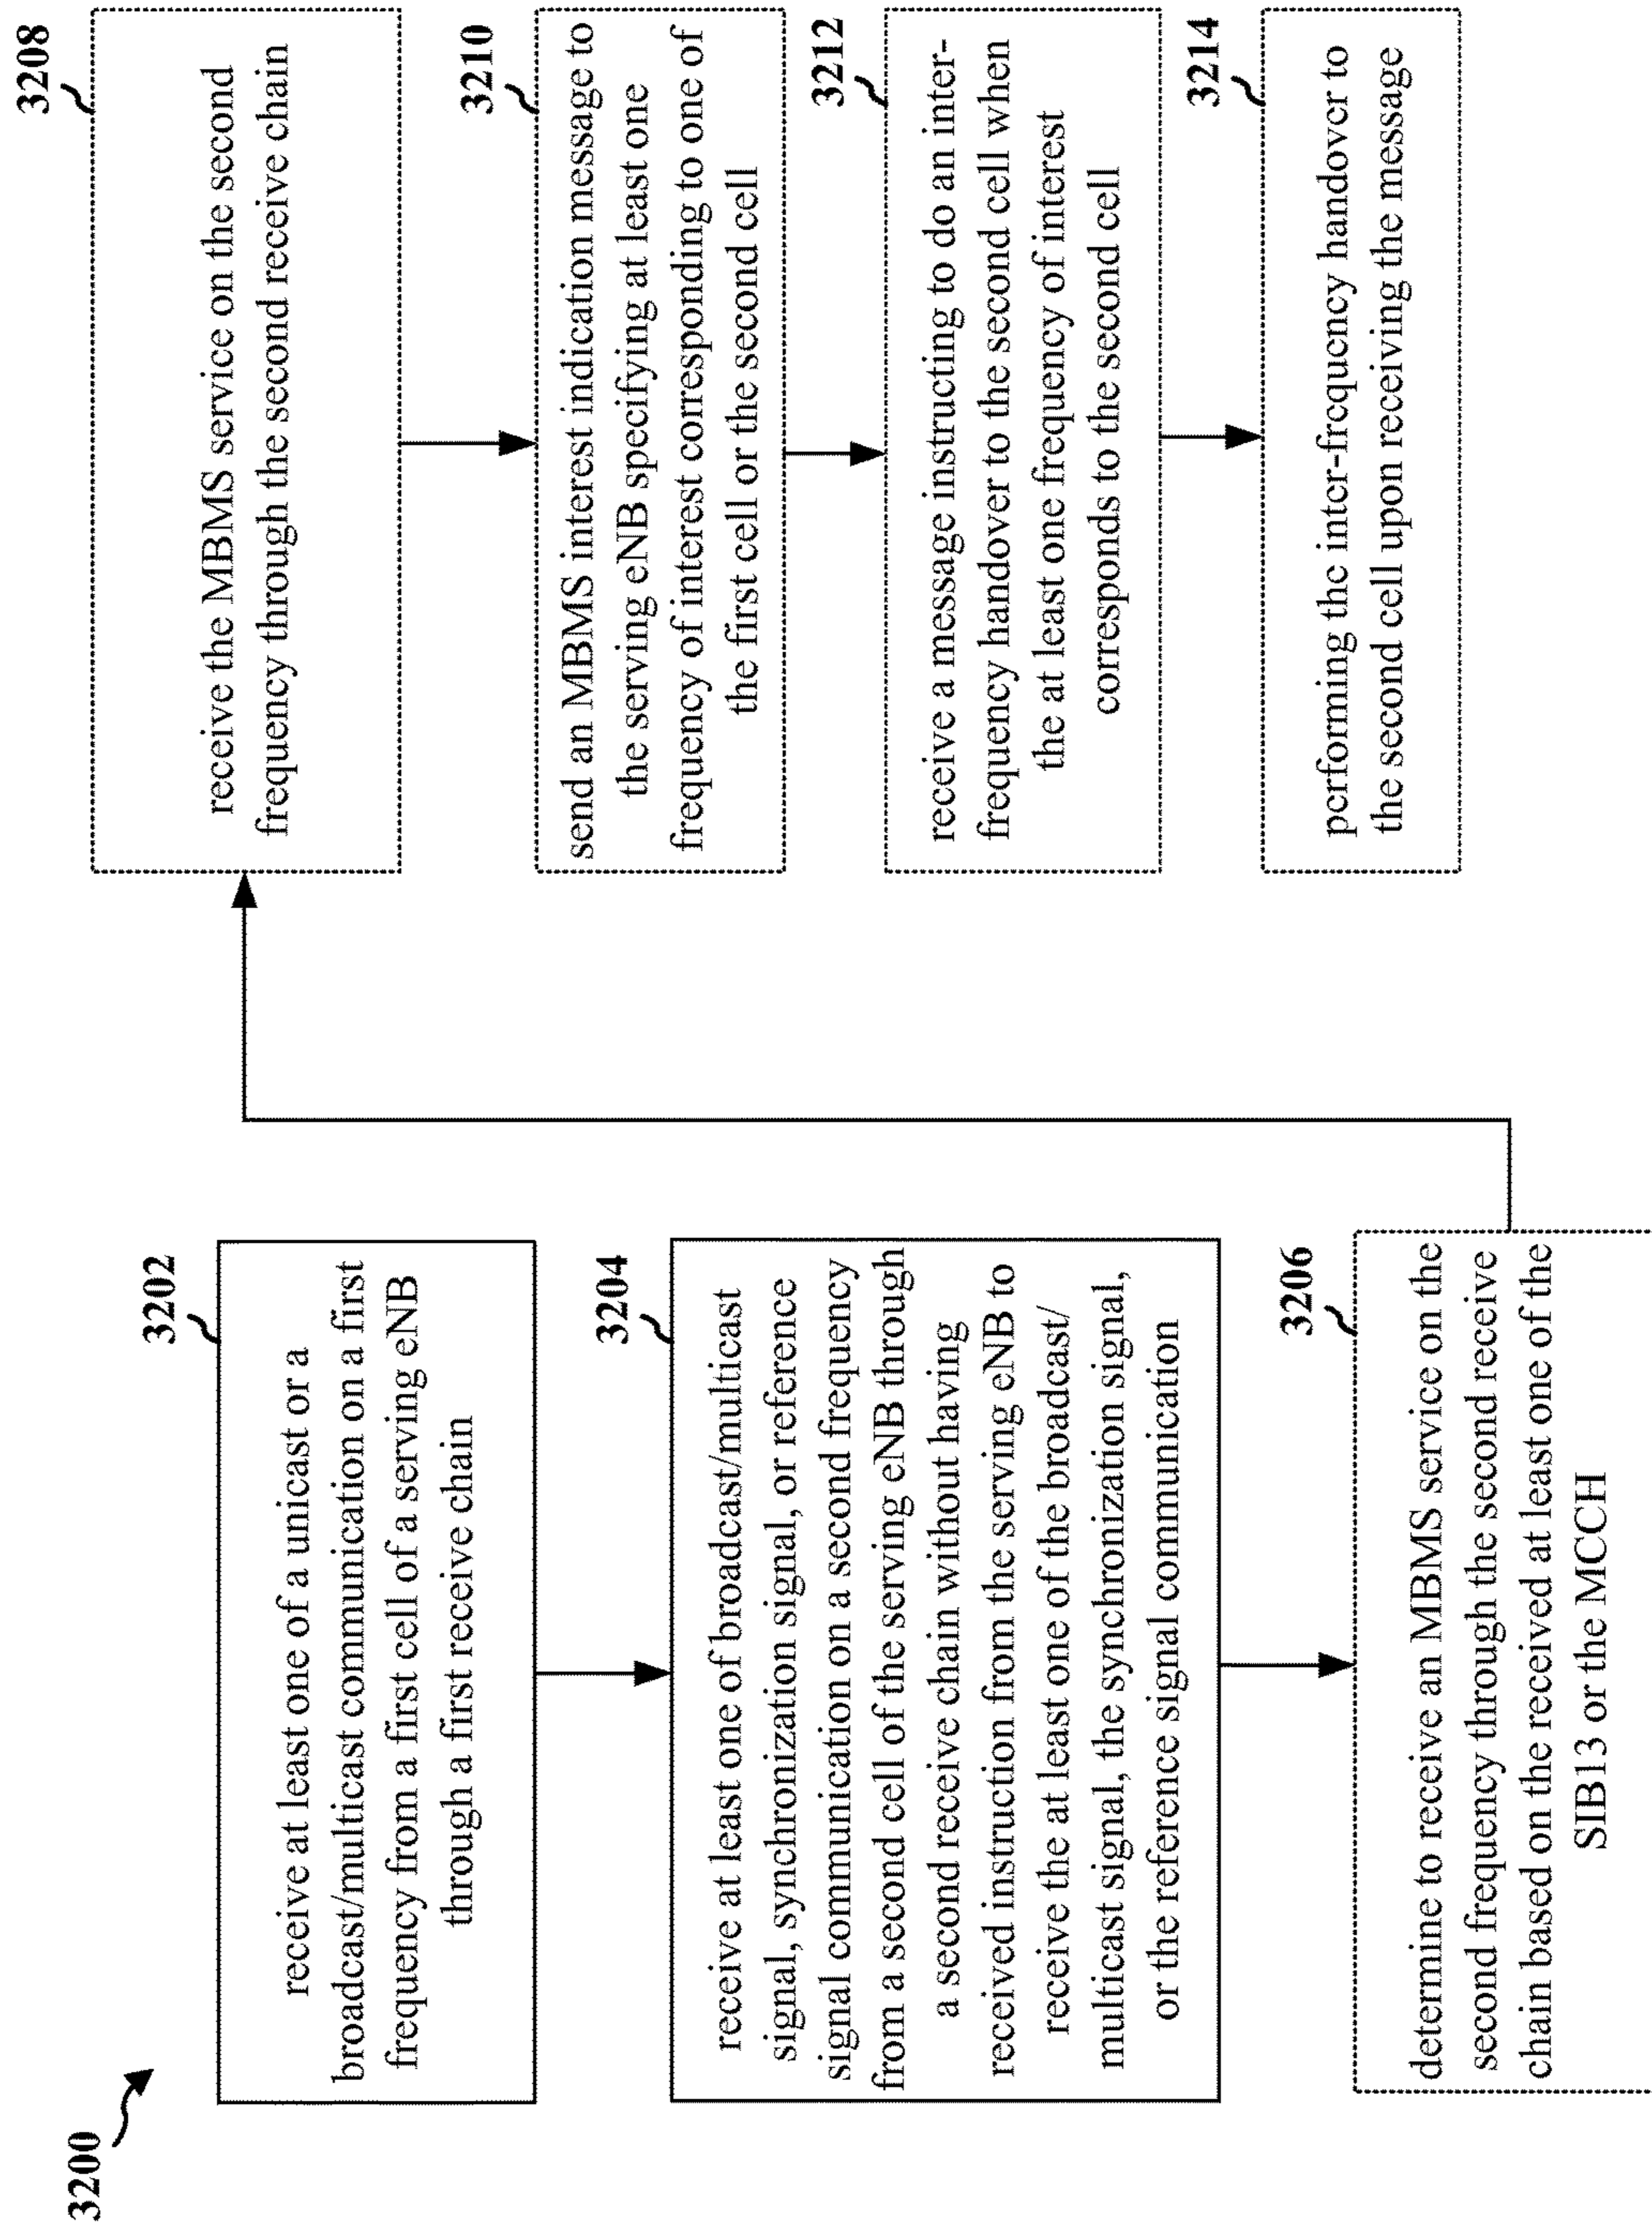 3200
3202
receive at least one of a unicast or a
broadcast/multicast communication on a first
frequency from a first cell of a serving eNB
through a first receive chain
3204
receive at least one of broadcast/multicast
signal, synchronization signal, or reference
signal communication on a second frequency
from a second cell of the serving eNB through
a second receive chain without having
received instruction from the serving eNB to
receive the at least one of the broadcast/
multicast signal, the synchronization signal,
or the reference signal communication
3206
determine to receive an MBMS service on the
second frequency through the second receive
chain based on the received at least one of the
SIB13 or the MCCH
3208
receive the MBMS service on the second
frequency through the second receive chain
3210
send an MBMS interest indication message to
the serving eNB specifying at least one
frequency of interest corresponding to one of
the first cell or the second cell
3212
receive a message instructing to do an inter-
frequency handover to the second cell when
the at least one frequency of interest
corresponds to the second cell
3214
performing the inter-frequency handover to
the second cell upon receiving the message